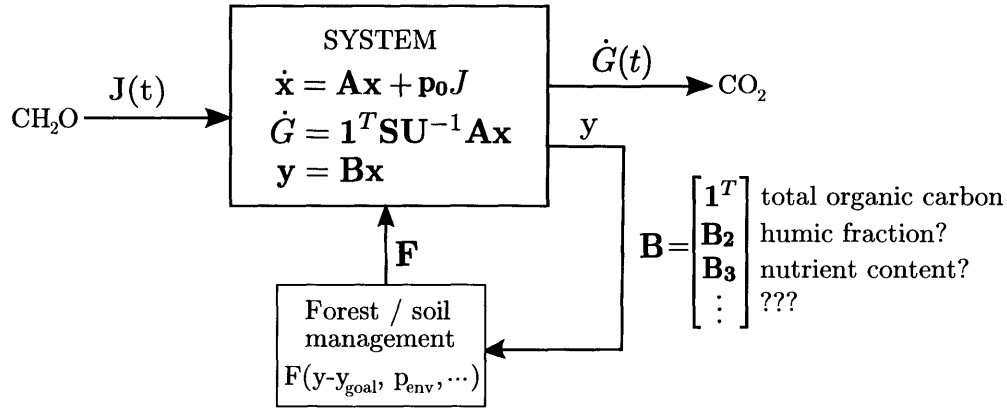 SYSTEM
ẋ = Ax + p₀J
Ġ = 1ᵀSU⁻¹Ax
y = Bx
CH₂O
J(t)
Ġ(t)
CO₂
y
F
Forest / soil
management
F(y-y_goal, p_env, ⋯)
B =
1ᵀ total organic carbon
B₂ humic fraction?
B₃ nutrient content?
⋮ ???